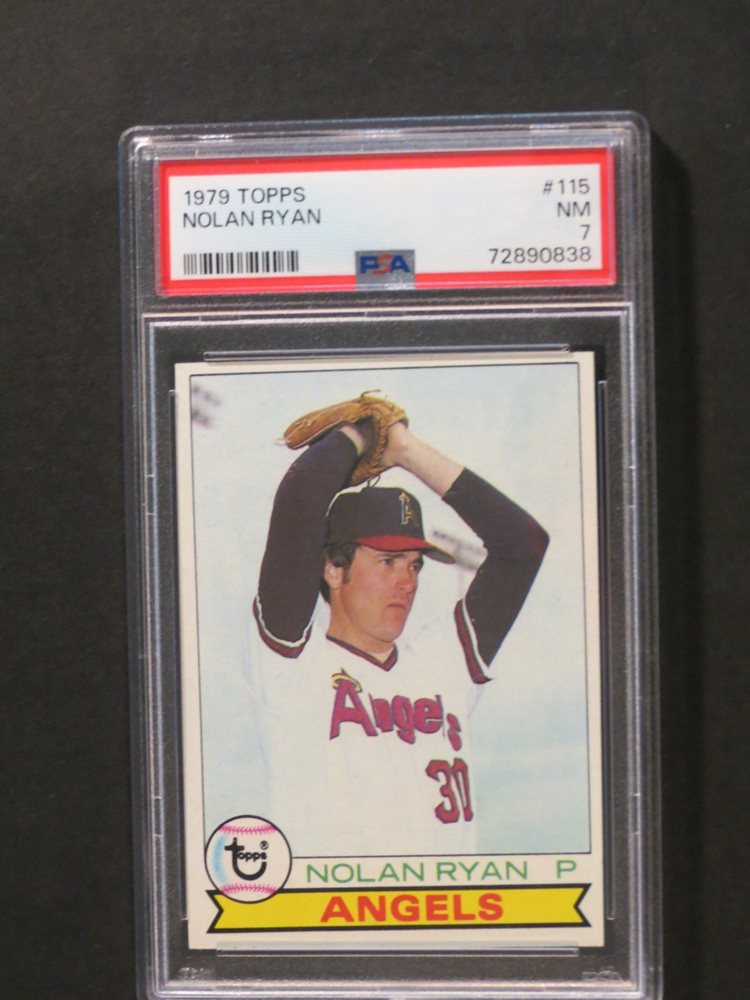 1979 TOPPS #115
NOLAN RYAN NM
7
72890838
PSA
A
Angels
30
Topps®
NOLAN RYAN P
ANGELS